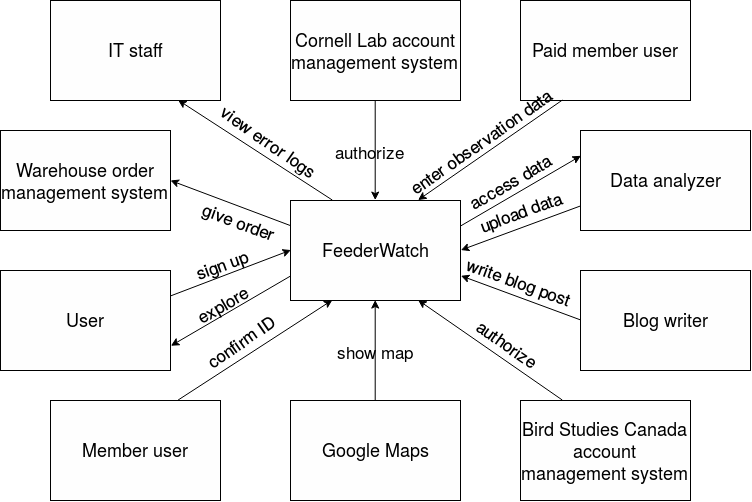 IT staff
Cornell Lab account
management system
Paid member user
view error logs
authorize
enter observation data
Warehouse order
management system
access data
Data analyzer
upload data
give order
FeederWatch
sign up
write blog post
User
explore
Blog writer
confirm ID
show map
authorize
Member user
Google Maps
Bird Studies Canada
account
management system